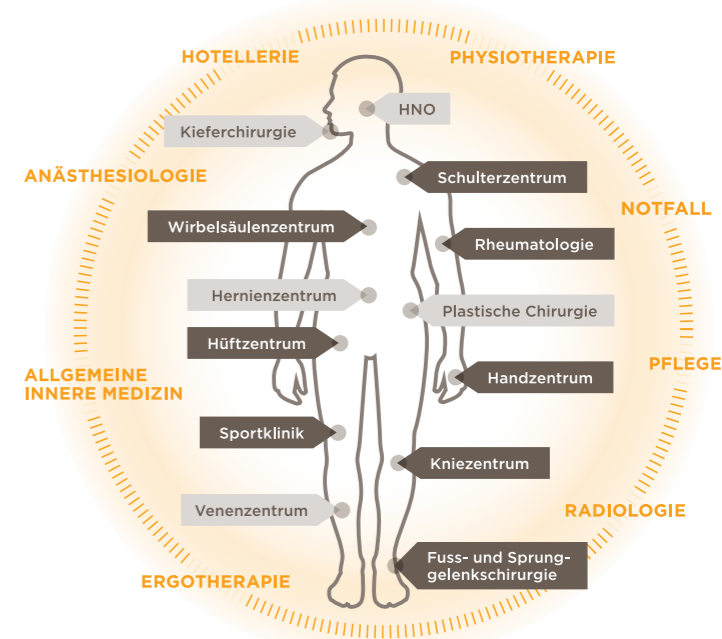 HOTELLERIE
PHYSIOTHERAPIE
HNO
Kieferchirurgie
ANÄSTHESIOLOGIE
Schulterzentrum
NOTFALL
Wirbelsäulenzentrum
Rheumatologie
Hernienzentrum
Plastische Chirurgie
Hüftzentrum
PFLEGE
ALLGEMEINE
INNERE MEDIZIN
Handzentrum
Sportklinik
Kniezentrum
Venenzentrum
RADIOLOGIE
Fuss- und Sprung-
gelenkschirurgie
ERGOTHERAPIE